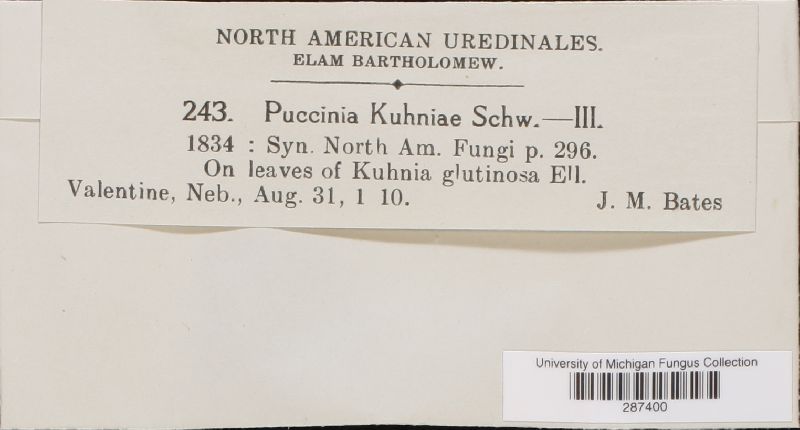 NORTH AMERICAN UREDINALES.
ELAM BARTHOLOMEW.
243. Puccinia Kuhniae Schw.—III.
1834 : Syn. North Am. Fungi p. 296.
On leaves of Kuhnia glutinosa Ell.
Valentine, Neb., Aug. 31, 1 10. J. M. Bates
University of Michigan Fungus Collection
287400